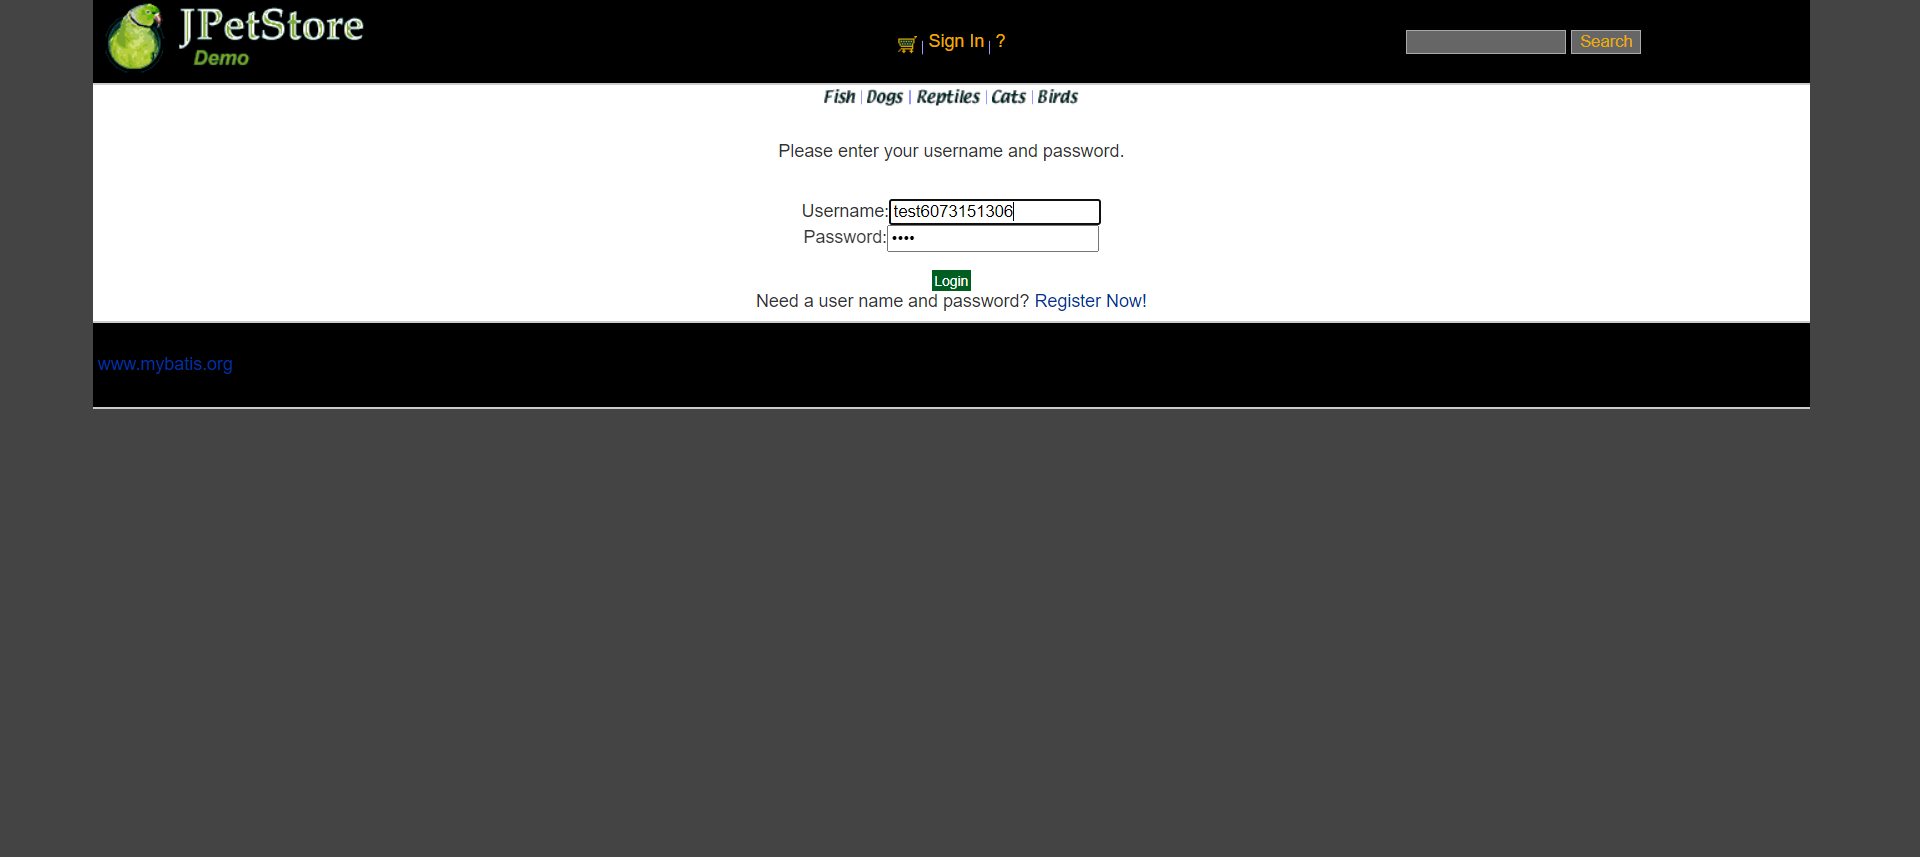 JPetStore
Demo
Sign In | ?
Search
Fish | Dogs | Reptiles | Cats | Birds
Please enter your username and password.
Username: test6073151306
Password: ••••
Login
Need a user name and password? Register Now!
www.mybatis.org